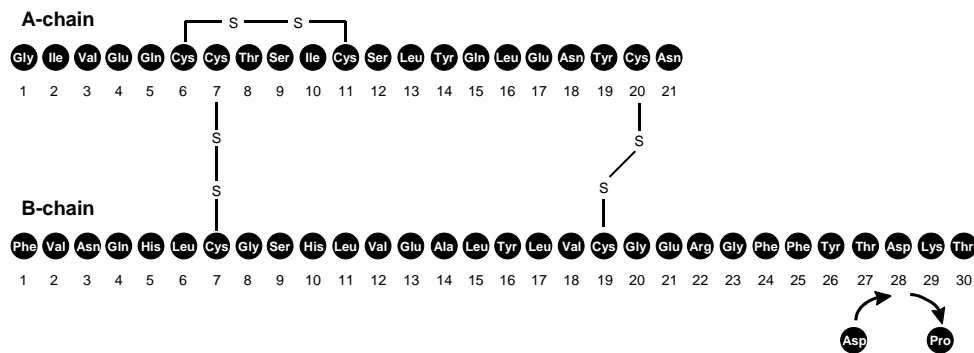 A-chain
S S
Gly Ile Val Glu Gln Cys Cys Thr Ser Ile Cys Ser Leu Tyr Gln Leu Glu Asn Tyr Cys Asn
1 2 3 4 5 6 7 8 9 10 11 12 13 14 15 16 17 18 19 20 21
S S
S S
B-chain
Phe Val Asn Gln His Leu Cys Gly Ser His Leu Val Glu Ala Leu Tyr Leu Val Cys Gly Glu Arg Gly Phe Phe Tyr Thr Asp Lys Thr
1 2 3 4 5 6 7 8 9 10 11 12 13 14 15 16 17 18 19 20 21 22 23 24 25 26 27 28 29 30
Asp Pro